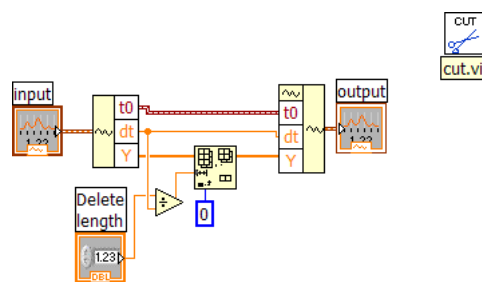 CUT
cut.vi
input
t0
dt
Y
t0
dt
Y
output
1.23
1.23
0
Delete
length
1.23
DBL